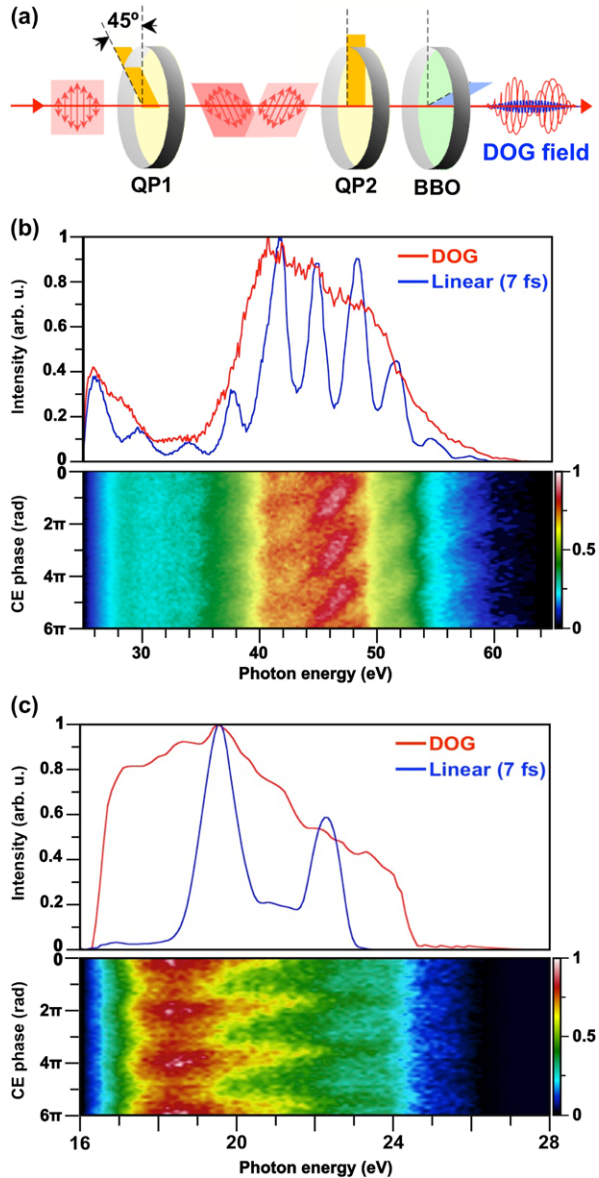 (a)
45º
QP1
QP2
BBO
DOG field
(b)
Intensity (arb. u.)
1
0.8
0.6
0.4
0.2
0
DOG
Linear (7 fs)
CE phase (rad)
0
2π
4π
6π
30
40
50
60
Photon energy (eV)
1
0.5
0
(c)
Intensity (arb. u.)
1
0.8
0.6
0.4
0.2
0
DOG
Linear (7 fs)
CE phase (rad)
0
2π
4π
6π
16
20
24
28
Photon energy (eV)
1
0.5
0